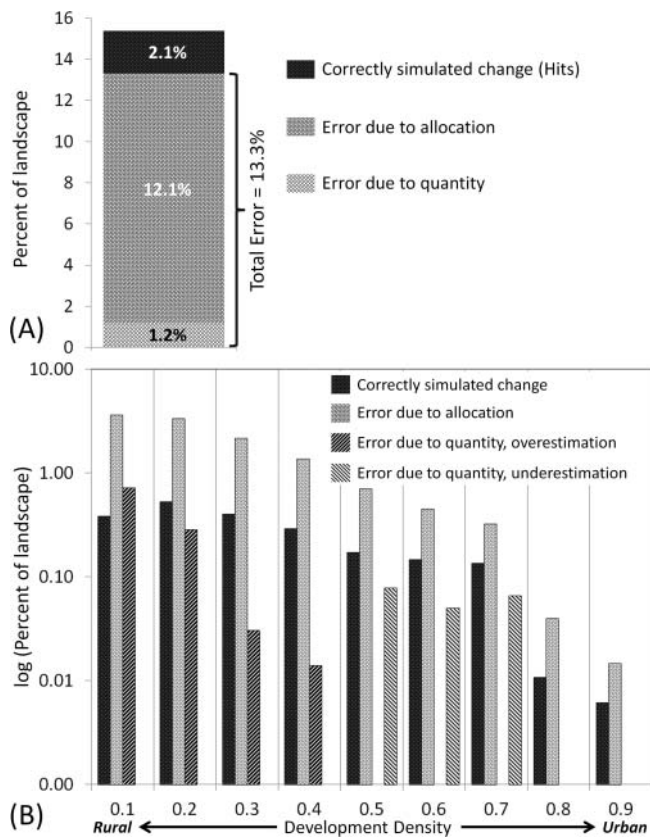 16
14
12
10
8
6
4
2
0
Percent of landscape
2.1%
12.1%
1.2%
Total Error = 13.3%
Correctly simulated change (Hits)
Error due to allocation
Error due to quantity
(A)
10.00
1.00
0.10
0.01
0.00
log (Percent of landscape)
Correctly simulated change
Error due to allocation
Error due to quantity, overestimation
Error due to quantity, underestimation
0.1 0.2 0.3 0.4 0.5 0.6 0.7 0.8 0.9
(B) Rural Development Density Urban